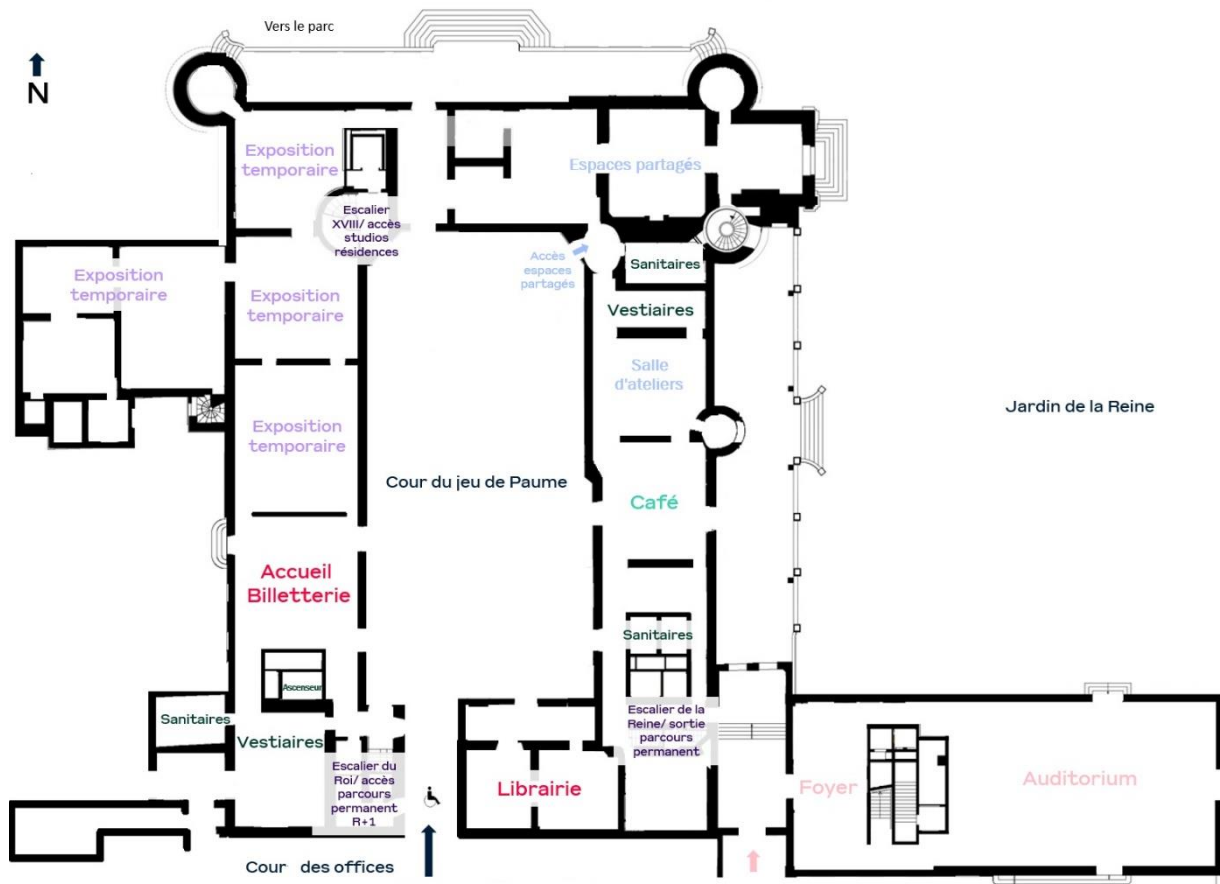 Vers le parc
N
Exposition
temporaire
Espaces partagés
Escalier
XVIII/ accès
studios
résidences
Accès
espaces
partagés
Sanitaires
Exposition
temporaire
Exposition
temporaire
Vestiaires
Salle
d'ateliers
Jardin de la Reine
Exposition
temporaire
Cour du jeu de Paume
Café
Accueil
Billetterie
Sanitaires
Ascenseur
Sanitaires
Vestiaires
Escalier de la
Reine/ sortie
parcours
permanent
Escalier du
Roi/ accès
parcours
permanent
R+1
Librairie
Foyer
Auditorium
Cour des offices